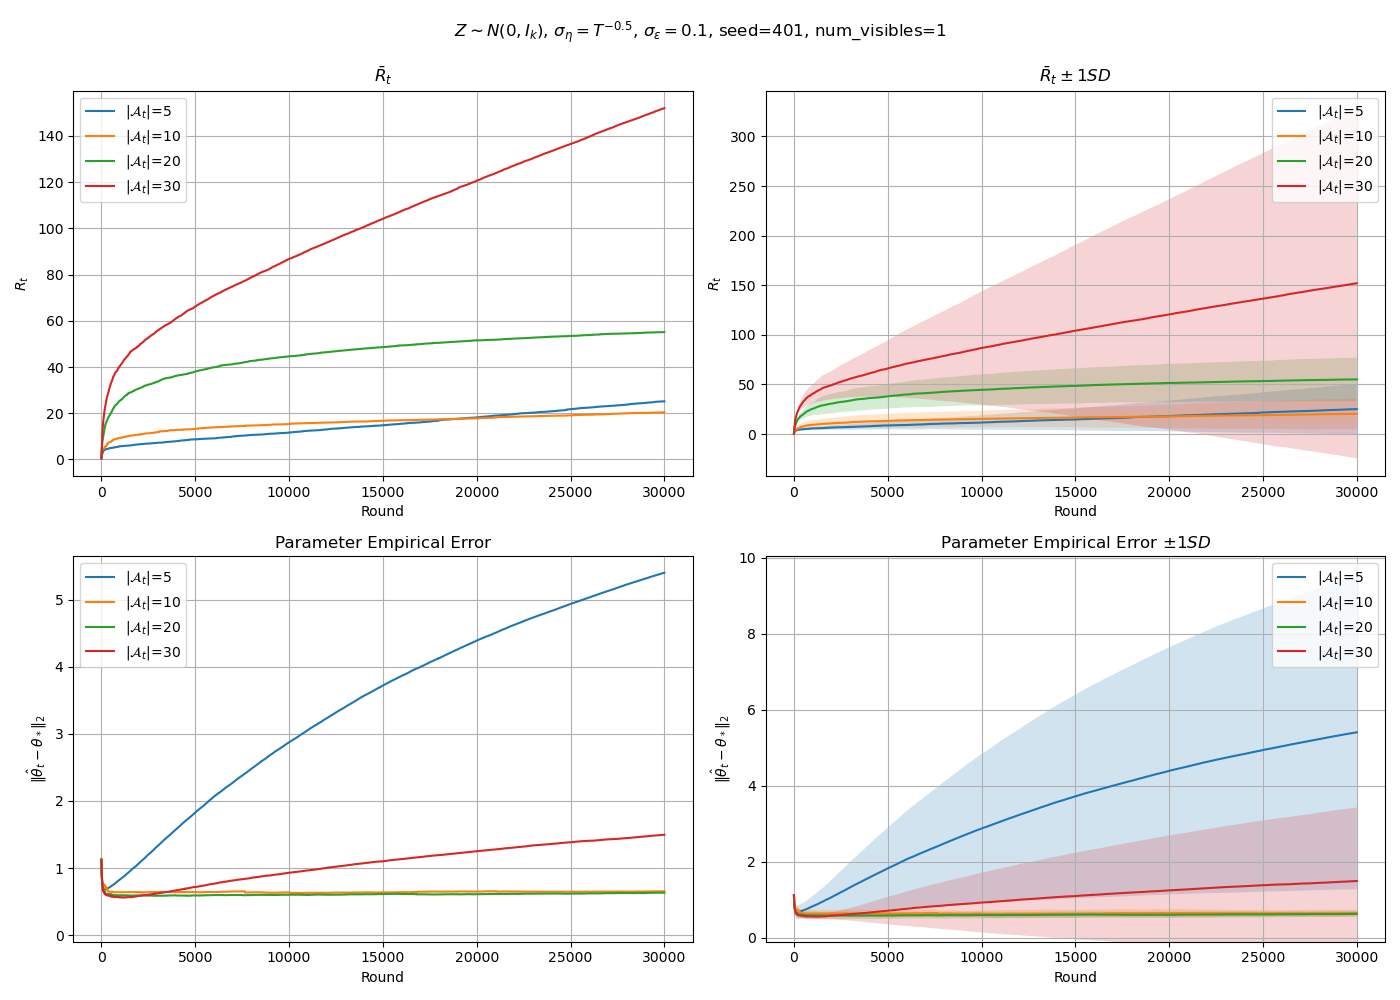 Z ∼ N(0, I_k), σ_η = T^{−0.5}, σ_ε = 0.1, seed=401, num_visibles=1
R̄_t
R_t
140
120
100
80
60
40
20
0
|𝒜_t|=5
|𝒜_t|=10
|𝒜_t|=20
|𝒜_t|=30
0 5000 10000 15000 20000 25000 30000
Round
R̄_t ± 1SD
R_t
300
250
200
150
100
50
0
|𝒜_t|=5
|𝒜_t|=10
|𝒜_t|=20
|𝒜_t|=30
0 5000 10000 15000 20000 25000 30000
Round
Parameter Empirical Error
‖θ̂_t − θ_*‖_2
5
4
3
2
1
0
|𝒜_t|=5
|𝒜_t|=10
|𝒜_t|=20
|𝒜_t|=30
0 5000 10000 15000 20000 25000 30000
Round
Parameter Empirical Error ±1SD
‖θ̂_t − θ_*‖_2
10
8
6
4
2
0
|𝒜_t|=5
|𝒜_t|=10
|𝒜_t|=20
|𝒜_t|=30
0 5000 10000 15000 20000 25000 30000
Round